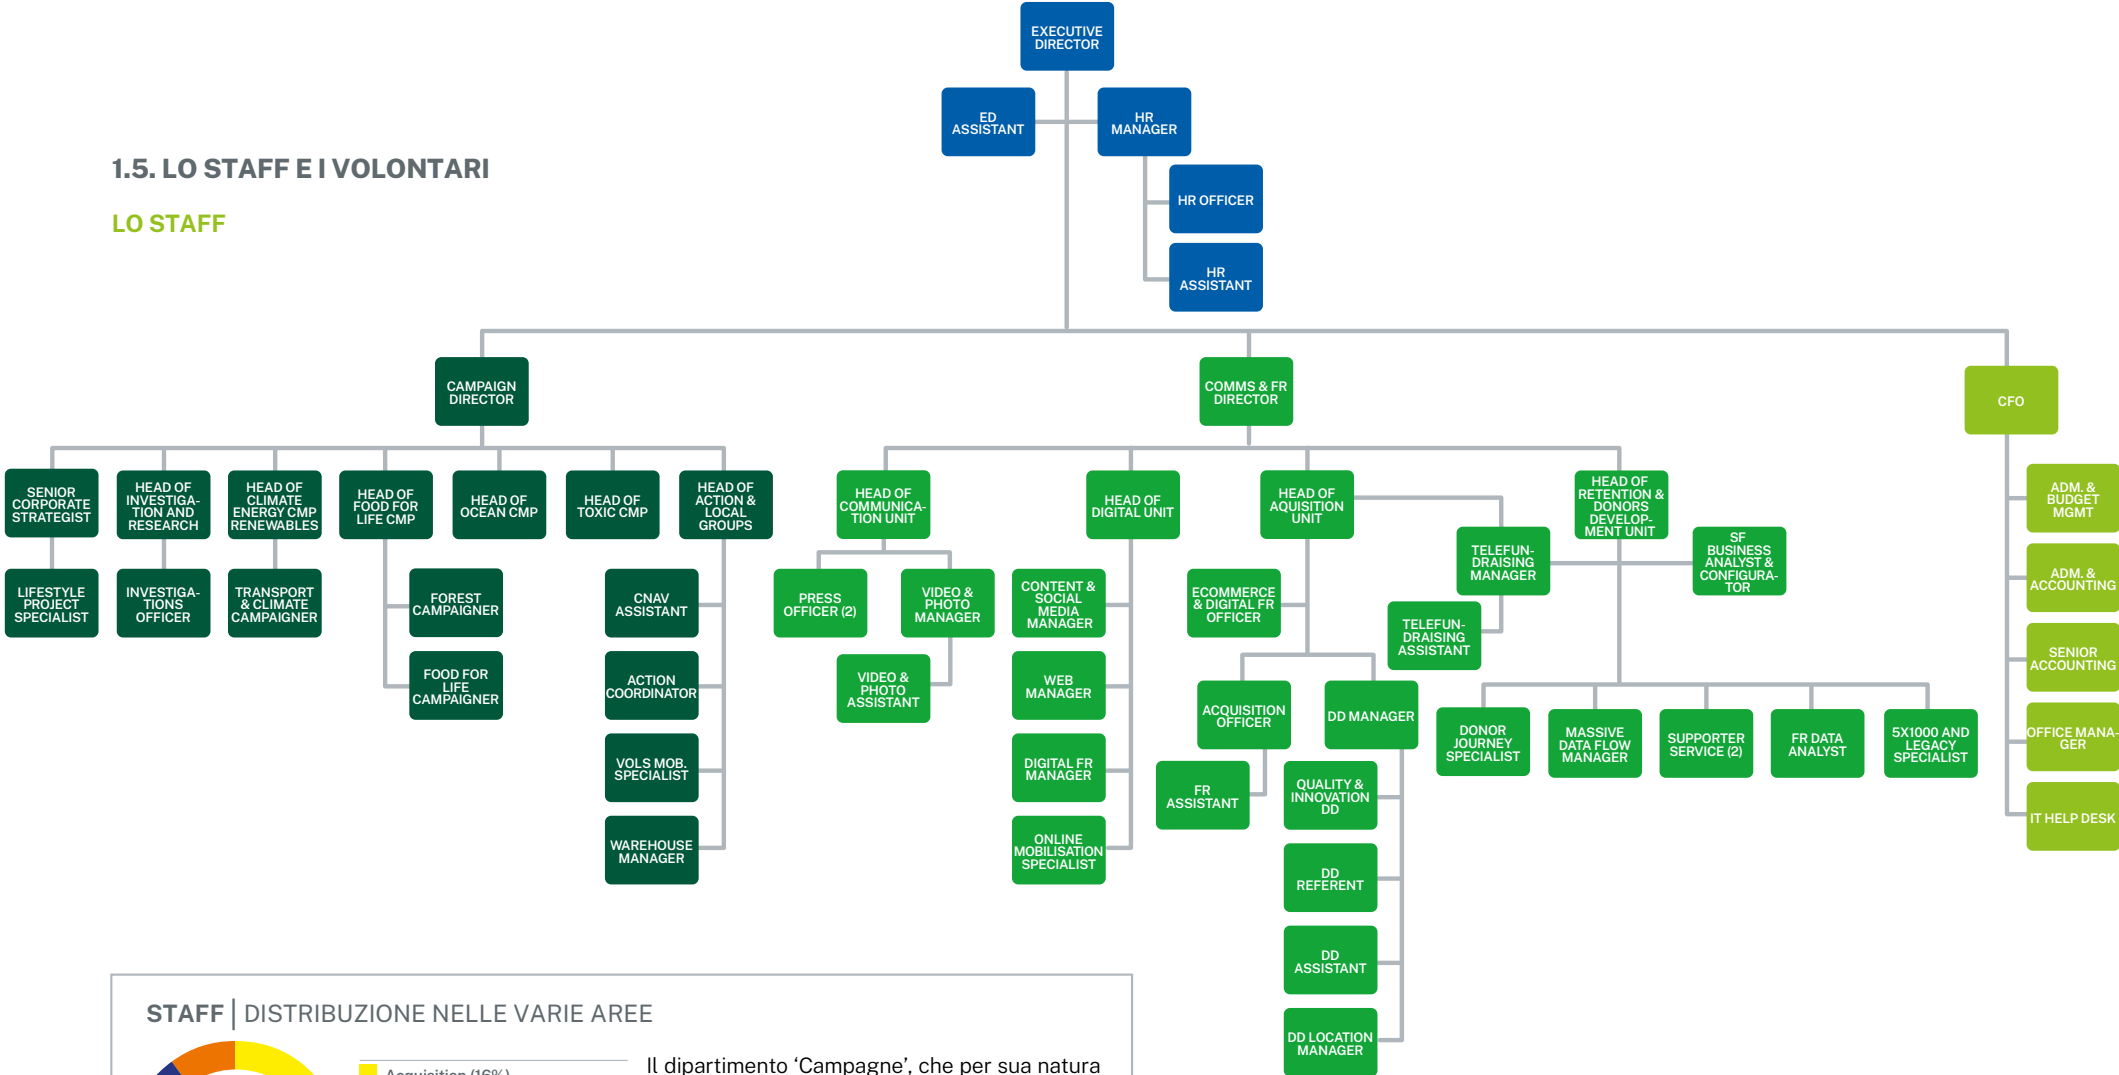 EXECUTIVE
DIRECTOR
ED
ASSISTANT
HR
MANAGER
1.5. LO STAFF E I VOLONTARI
HR OFFICER
LO STAFF
HR
ASSISTANT
CAMPAIGN
DIRECTOR
COMMS & FR
DIRECTOR
CFO
SENIOR
CORPORATE
STRATEGIST
HEAD OF
INVESTIGA-
TION AND
RESEARCH
HEAD OF
CLIMATE
ENERGY CMP
RENEWABLES
HEAD OF
FOOD FOR
LIFE CMP
HEAD OF
OCEAN CMP
HEAD OF
TOXIC CMP
HEAD OF
ACTION &
LOCAL
GROUPS
HEAD OF
COMMUNICA-
TION UNIT
HEAD OF
DIGITAL UNIT
HEAD OF
AQUISITION
UNIT
HEAD OF
RETENTION &
DONORS
DEVELOP-
MENT UNIT
ADM. &
BUDGET
MGMT
TELEFUN-
DRAISING
MANAGER
SF
BUSINESS
ANALYST &
CONFIGURA-
TOR
LIFESTYLE
PROJECT
SPECIALIST
INVESTIGA-
TIONS
OFFICER
TRANSPORT
& CLIMATE
CAMPAIGNER
FOREST
CAMPAIGNER
CNAV
ASSISTANT
PRESS
OFFICER (2)
VIDEO &
PHOTO
MANAGER
CONTENT &
SOCIAL
MEDIA
MANAGER
ECOMMERCE
& DIGITAL FR
OFFICER
TELEFUN-
DRAISING
ASSISTANT
ADM. &
ACCOUNTING
FOOD FOR
LIFE
CAMPAIGNER
ACTION
COORDINATOR
VIDEO &
PHOTO
ASSISTANT
WEB
MANAGER
ACQUISITION
OFFICER
DD MANAGER
SENIOR
ACCOUNTING
DONOR
JOURNEY
SPECIALIST
MASSIVE
DATA FLOW
MANAGER
SUPPORTER
SERVICE (2)
FR DATA
ANALYST
5X1000 AND
LEGACY
SPECIALIST
OFFICE MANA-
GER
VOLS MOB.
SPECIALIST
DIGITAL FR
MANAGER
FR
ASSISTANT
QUALITY &
INNOVATION
DD
IT HELP DESK
WAREHOUSE
MANAGER
ONLINE
MOBILISATION
SPECIALIST
DD
REFERENT
DD
ASSISTANT
DD LOCATION
MANAGER
STAFF | DISTRIBUZIONE NELLE VARIE AREE
Acquisition (16%)
Il dipartimento ‘Campagne’, che per sua natura